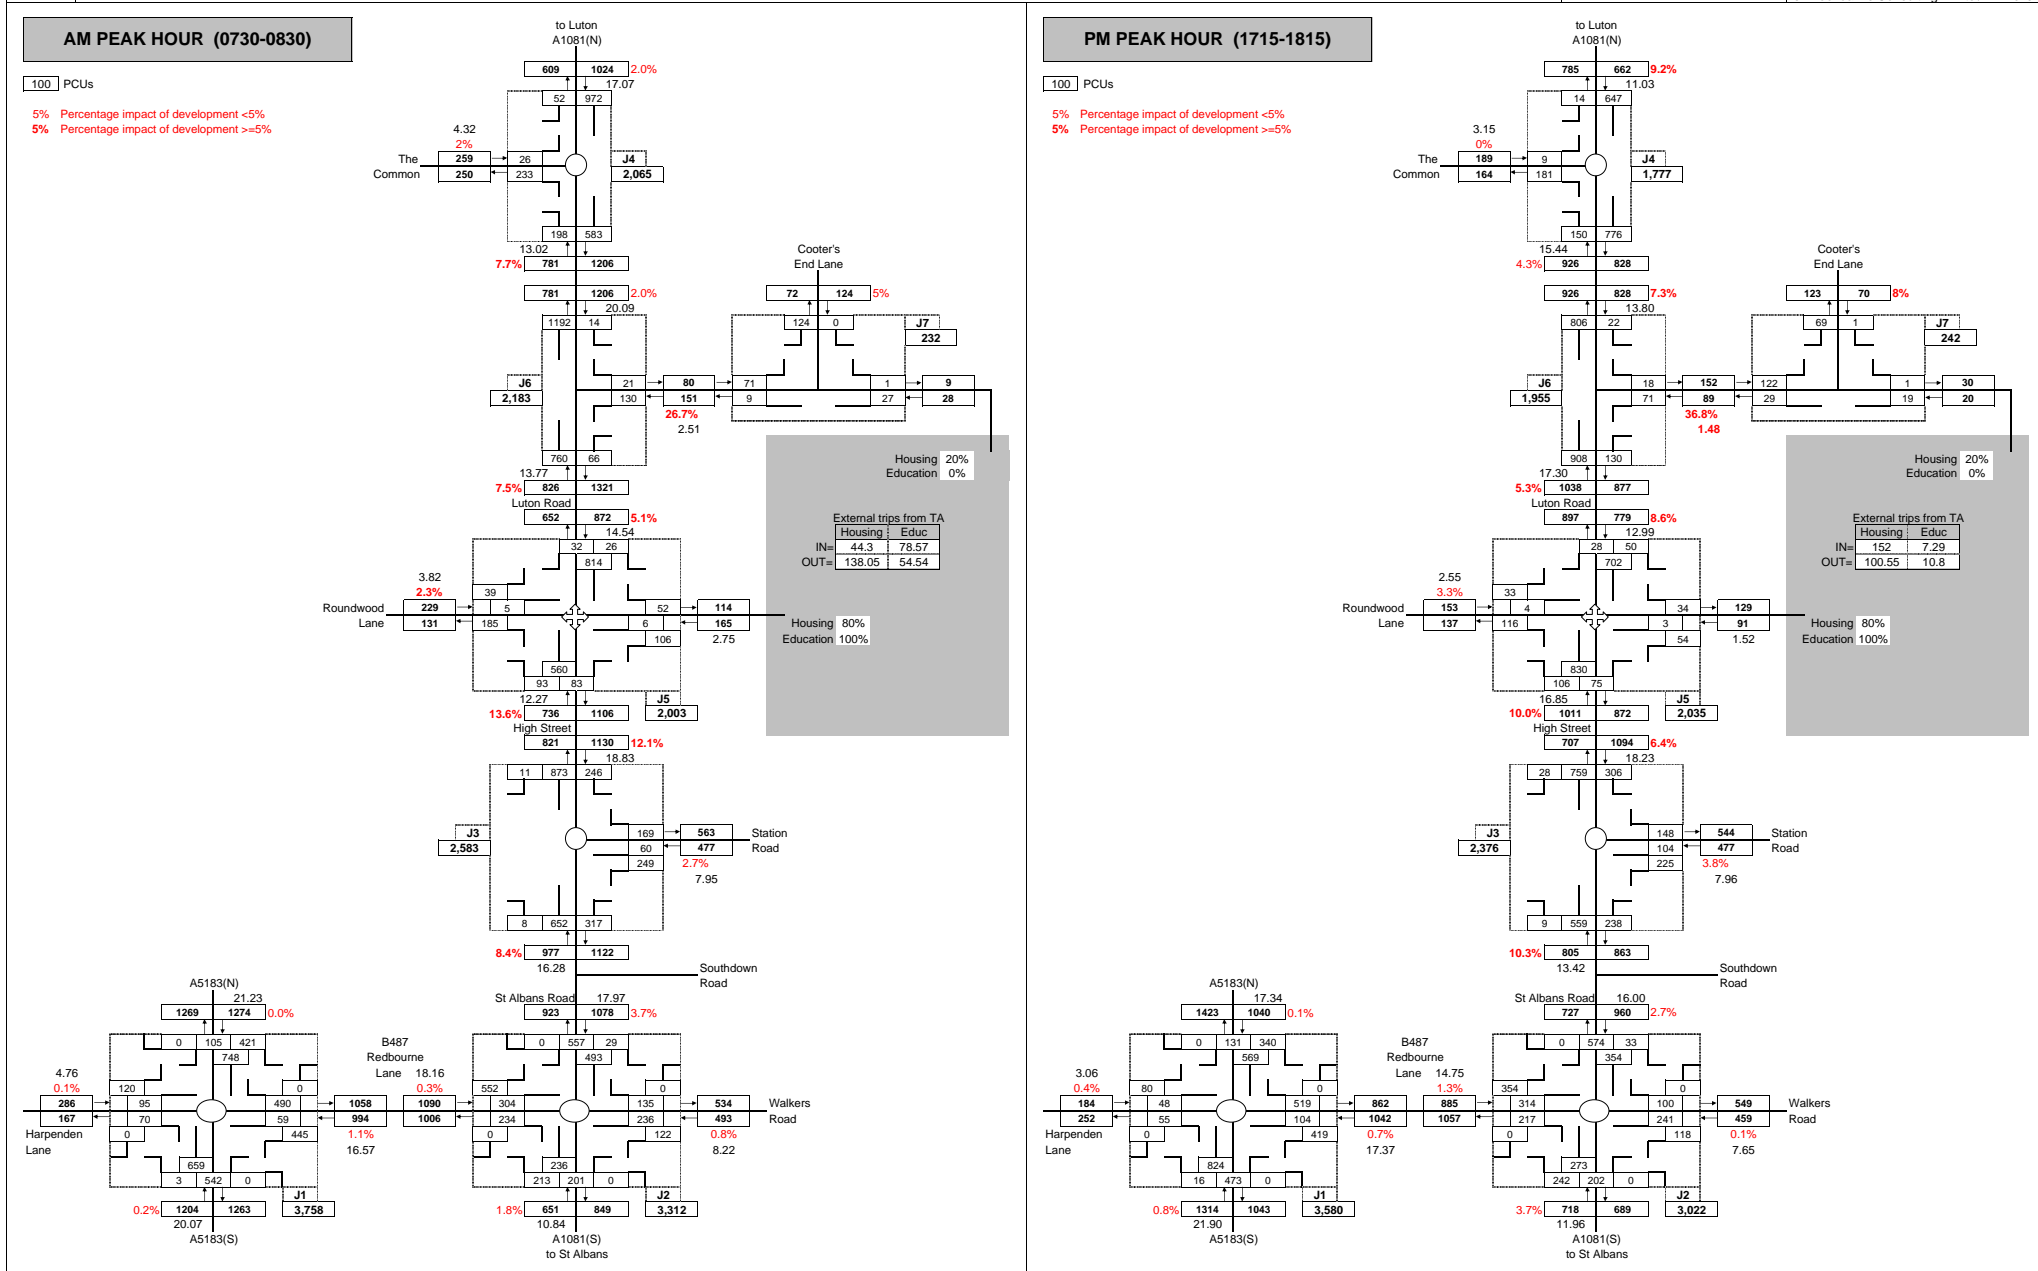 AM PEAK HOUR (0730-0830)
100 PCUs
5% Percentage impact of development <5%
5% Percentage impact of development >=5%
to Luton
A1081(N)
609 1024 2.0%
17.07
52 972
4.32
2%
The Common
259 26
250 233
J4
2,065
198 583
13.02
7.7% 781 1206
Cooter's
End Lane
781 1206 2.0%
20.09
72 124 5%
1192 14
124 0
J7
232
J6
2,183
21 80 71 1 9
130 151 9 27 28
26.7%
2.51
760 66
13.77
7.5% 826 1321
Luton Road
652 872 5.1%
14.54
Housing 20%
Education 0%
External trips from TA
Housing Educ
IN= 44.3 78.57
OUT= 138.05 54.54
32 26
814
3.82
2.3%
39
Roundwood
Lane
229 5 52 114
131 185 6 165
106 2.75
Housing 80%
Education 100%
560
93 83
12.27
J5
2,003
13.6% 736 1106
High Street
821 1130 12.1%
18.83
11 873 246
J3
2,583
169 563
60 477
249 2.7%
7.95
Station
Road
8 652 317
8.4% 977 1122
16.28
Southdown
Road
A5183(N)
21.23
1269 1274 0.0%
St Albans Road 17.97
923 1078 3.7%
0 105 421
748
B487
Redbourne
Lane 18.16
0.3%
0 557 29
493
4.76
0.1%
120 0
286 95 490 1058
167 70 59 994
0 445 1.1%
16.57
Harpenden
Lane
552 0
1090 304 135 534
1006 234 236 493
0 122 0.8%
8.22
Walkers
Road
659
3 542 0
J1
3,758
0.2% 1204 1263
20.07
A5183(S)
236
213 201 0
J2
3,312
1.8% 651 849
10.84
A1081(S)
to St Albans
PM PEAK HOUR (1715-1815)
100 PCUs
5% Percentage impact of development <5%
5% Percentage impact of development >=5%
to Luton
A1081(N)
785 662 9.2%
11.03
14 647
3.15
0%
The Common
189 9
164 181
J4
1,777
150 776
15.44
4.3% 926 828
Cooter's
End Lane
926 828 7.3%
13.80
123 70 8%
806 22
69 1
J7
242
J6
1,955
18 152 122 1 30
71 89 29 19 20
36.8%
1.48
908 130
17.30
5.3% 1038 877
Luton Road
897 779 8.6%
12.99
Housing 20%
Education 0%
External trips from TA
Housing Educ
IN= 152 7.29
OUT= 100.55 10.8
28 50
702
2.55
3.3%
33
Roundwood
Lane
153 4 34 129
137 116 3 91
54 1.52
Housing 80%
Education 100%
830
106 75
16.85
J5
2,035
10.0% 1011 872
High Street
707 1094 6.4%
18.23
28 759 306
J3
2,376
148 544
104 477
225 3.8%
7.96
Station
Road
9 559 238
10.3% 805 863
13.42
Southdown
Road
A5183(N)
17.34
1423 1040 0.1%
St Albans Road 16.00
727 960 2.7%
0 131 340
569
B487
Redbourne
Lane 14.75
1.3%
0 574 33
354
3.06
0.4%
80 0
184 48 519 862
252 55 104 1042
0 419 0.7%
17.37
Harpenden
Lane
354 0
885 314 100 549
1057 217 241 459
0 118 0.1%
7.65
Walkers
Road
824
16 473 0
J1
3,580
0.8% 1314 1043
21.90
A5183(S)
273
242 202 0
J2
3,022
3.7% 718 689
11.96
A1081(S)
to St Albans